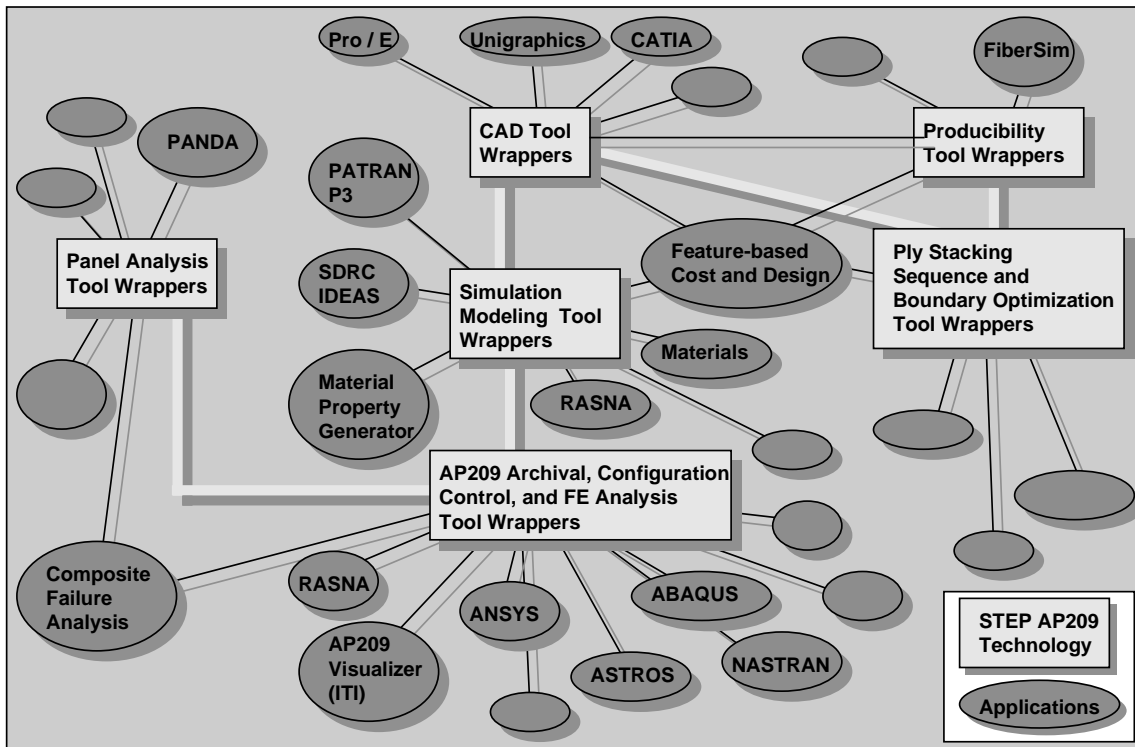 Pro / E
Unigraphics
CATIA
FiberSim
CAD Tool
Wrappers
Producibility
Tool Wrappers
PANDA
PATRAN
P3
Panel Analysis
Tool Wrappers
SDRC
IDEAS
Simulation
Modeling Tool
Wrappers
Feature-based
Cost and Design
Ply Stacking
Sequence and
Boundary Optimization
Tool Wrappers
Materials
Material
Property
Generator
RASNA
AP209 Archival, Configuration
Control, and FE Analysis
Tool Wrappers
Composite
Failure
Analysis
RASNA
AP209
Visualizer
(ITI)
ANSYS
ASTROS
ABAQUS
NASTRAN
STEP AP209
Technology
Applications